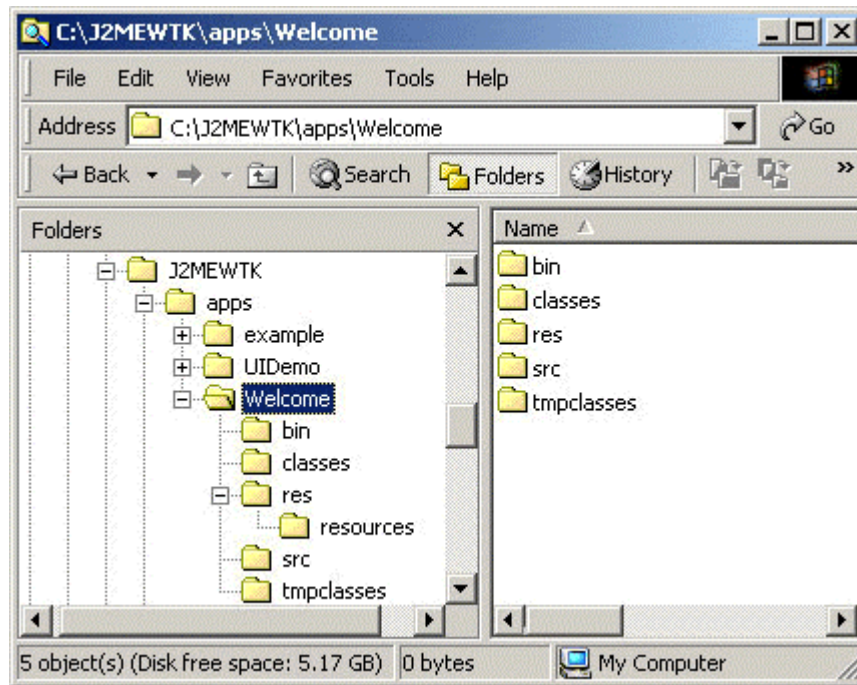 C:\J2MEWTK\apps\Welcome
File Edit View Favorites Tools Help
Address C:\J2MEWTK\apps\Welcome Go
Back Search Folders History »
Folders
J2MEWTK
apps
example
UIDemo
Welcome
bin
classes
res
resources
src
tmpclasses
Name
bin
classes
res
src
tmpclasses
5 object(s) (Disk free space: 5.17 GB) 0 bytes My Computer